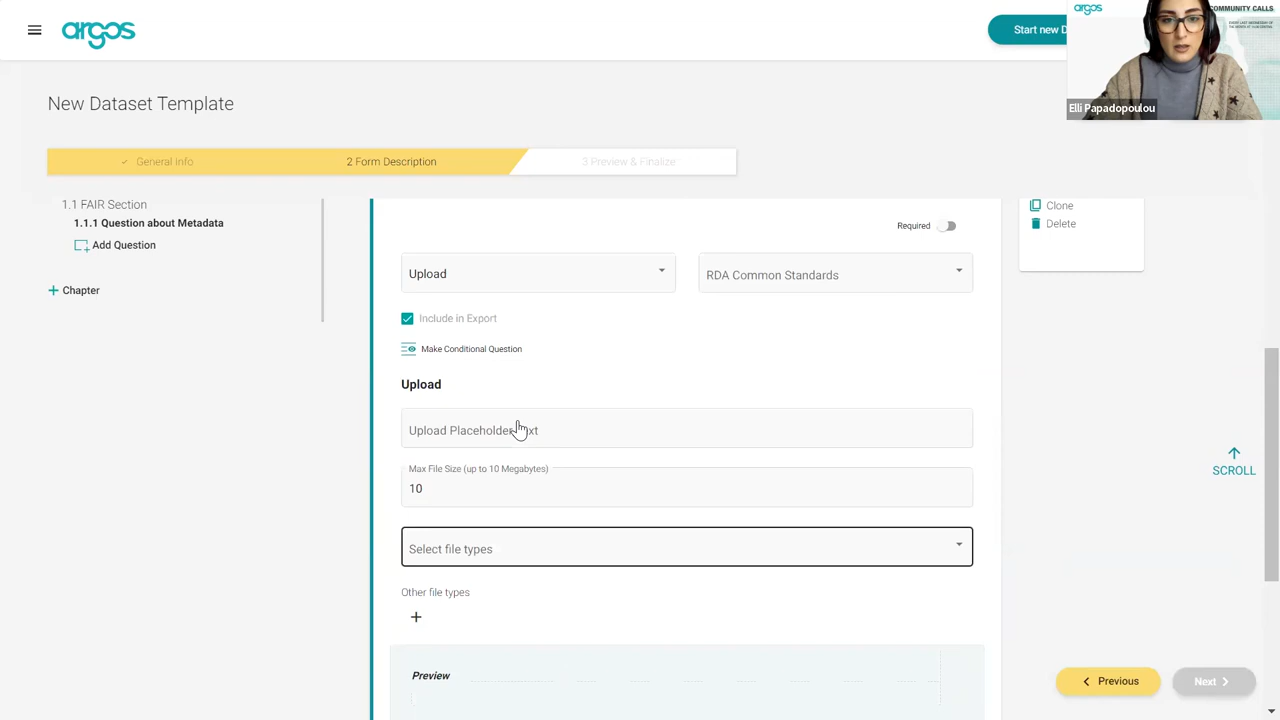 argos
Start new D
argos
COMMUNITY CALLS
Elli Papadopoulou
New Dataset Template
General Info
2 Form Description
3 Preview & Finalize
1.1 FAIR Section
1.1.1 Question about Metadata
Add Question
+ Chapter
Clone
Delete
Required
Upload
RDA Common Standards
Include in Export
Make Conditional Question
Upload
Upload Placeholder
Max File Size (up to 10 Megabytes)
10
Select file types
Other file types
+
SCROLL
Preview
Previous
Next